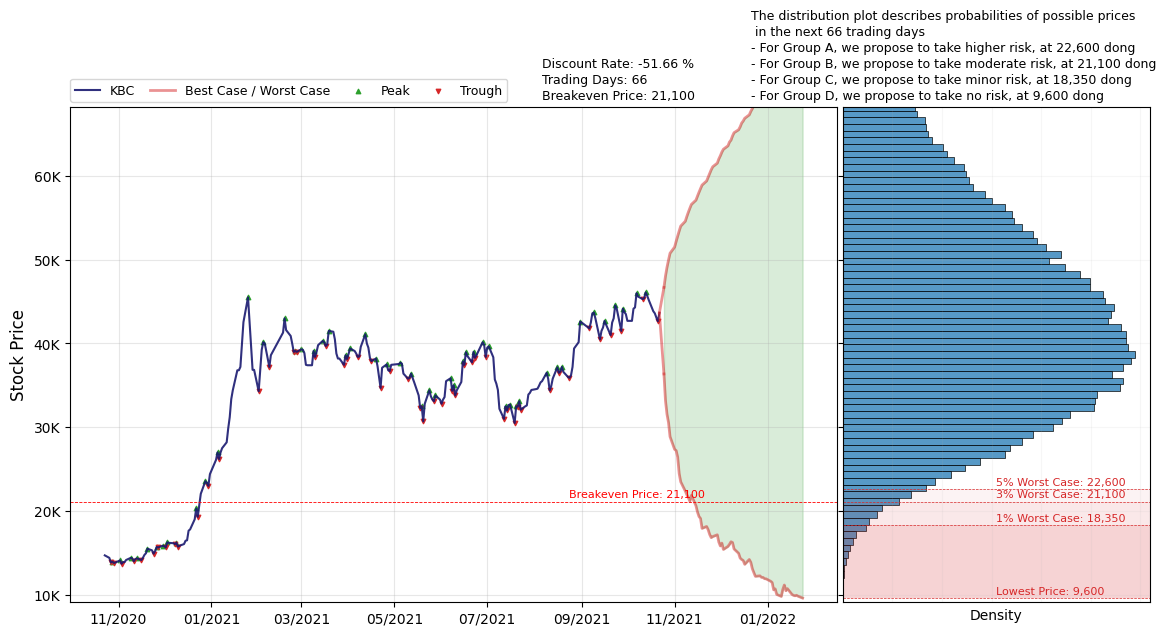 The distribution plot describes probabilities of possible prices
in the next 66 trading days
- For Group A, we propose to take higher risk, at 22,600 dong
- For Group B, we propose to take moderate risk, at 21,100 dong
- For Group C, we propose to take minor risk, at 18,350 dong
- For Group D, we propose to take no risk, at 9,600 dong
Discount Rate: -51.66 %
Trading Days: 66
Breakeven Price: 21,100
KBC
Best Case / Worst Case
Peak
Trough
Stock Price
60K
50K
40K
30K
20K
10K
Breakeven Price: 21,100
5% Worst Case: 22,600
3% Worst Case: 21,100
1% Worst Case: 18,350
Lowest Price: 9,600
11/2020
01/2021
03/2021
05/2021
07/2021
09/2021
11/2021
01/2022
Density